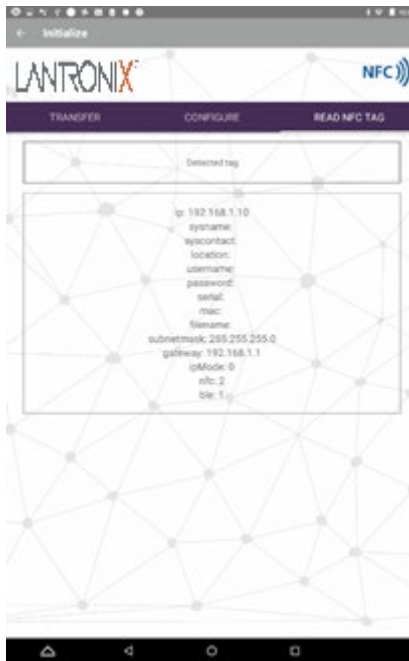 Initialize
LANTRONIX
NFC
TRANSFER CONFIGURE READ NFC TAG
Detected tag
ip: 192.168.1.10
sysname:
syscontact:
location:
username:
password:
serial:
mac:
filename:
subnetmask: 255.255.255.0
gateway: 192.168.1.1
ipMode: 0
nfc: 2
ble: 1